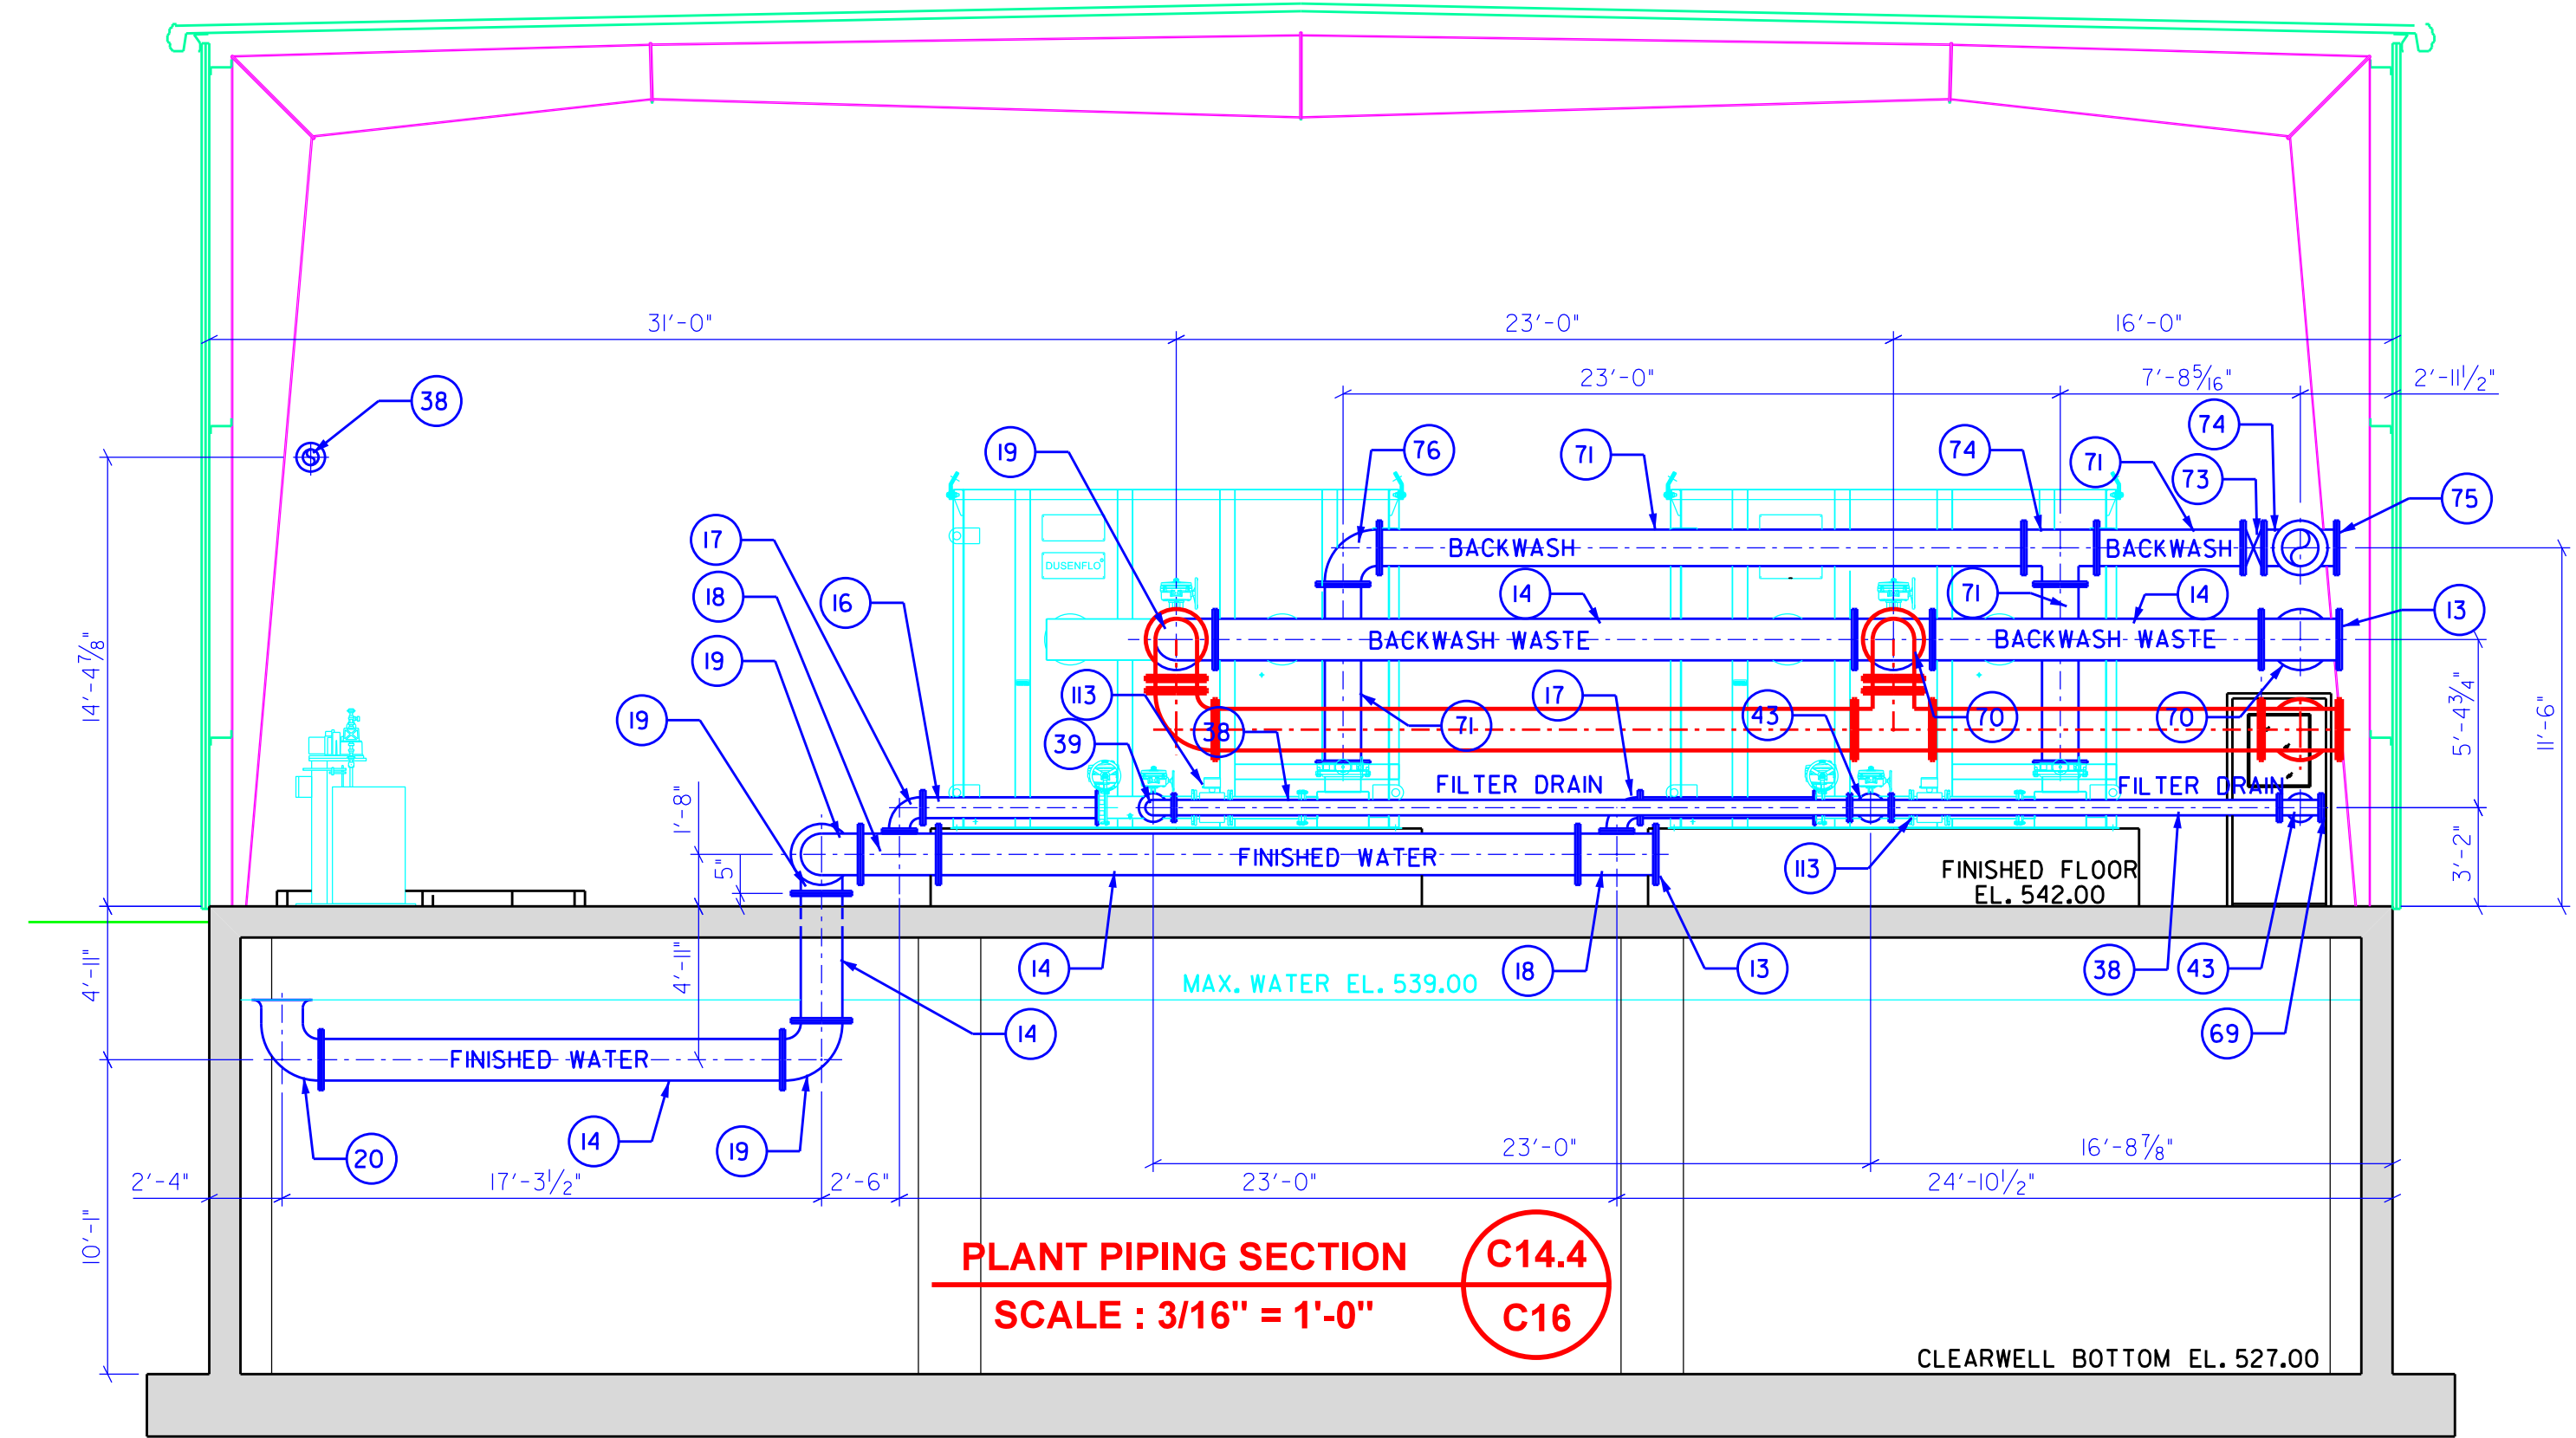 31'-0" 23'-0" 16'-0"
23'-0" 7'-8 5/16" 2'-11 1/2"
38
74
19 76 71 74 71 73
75
17
BACKWASH BACKWASH
DUSENFLO®
18 16 14 71 14 13
BACKWASH WASTE BACKWASH WASTE
19
14'-4 7/8"
113 17
19 39 38 71 43 70 70
5'-4 3/4"
11'-6"
FILTER DRAIN FILTER DRAIN
1'-8"
FINISHED WATER
5"
113
3'-2"
FINISHED FLOOR
EL. 542.00
4'-11" 4'-11"
14 18 13 38 43
MAX. WATER EL. 539.00
14 69
FINISHED WATER
14 19 20
23'-0" 16'-8 7/8"
2'-4" 17'-3 1/2" 2'-6" 23'-0" 24'-10 1/2"
10'-1"
PLANT PIPING SECTION C14.4
SCALE : 3/16" = 1'-0" C16
CLEARWELL BOTTOM EL. 527.00